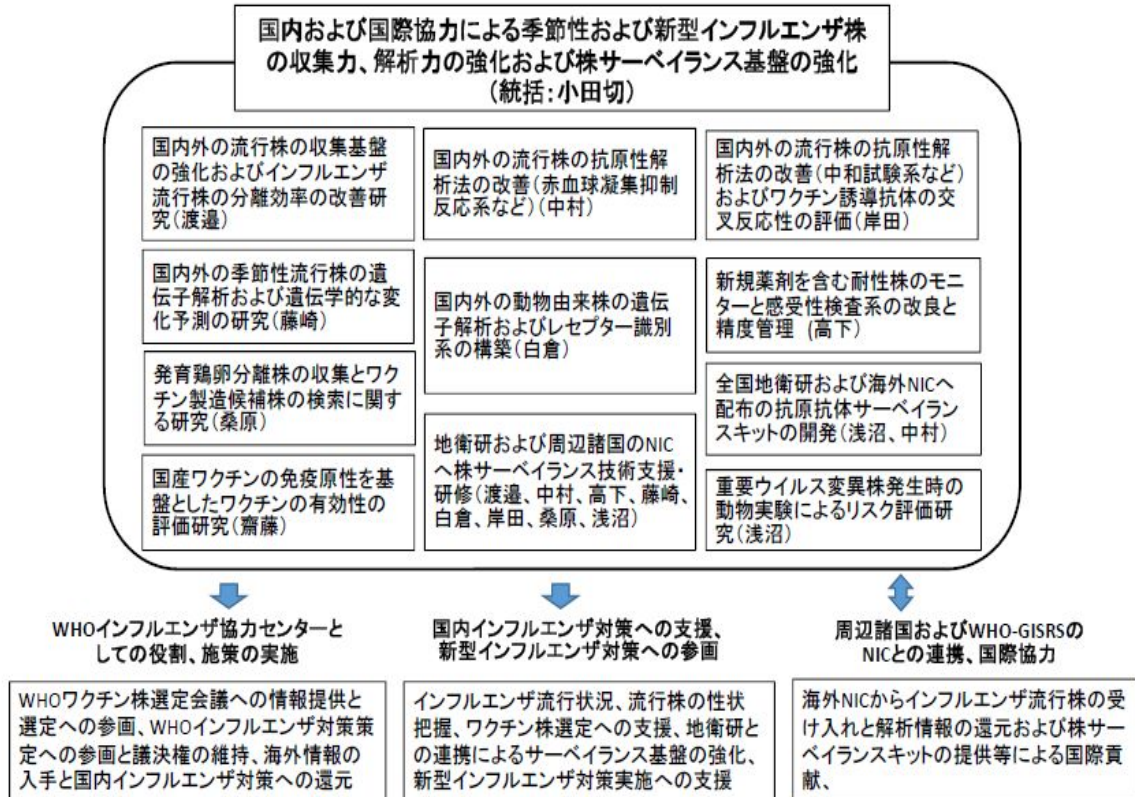 国内および国際協力による季節性および新型インフルエンザ株
の収集力、解析力の強化および株サーベイランス基盤の強化
(統括:小田切)
国内外の流行株の収集基盤
の強化およびインフルエンザ
流行株の分離効率の改善研
究(渡邉)
国内外の季節性流行株の遺
伝子解析および遺伝学的な変
化予測の研究(藤崎)
発育鶏卵分離株の収集とワク
チン製造候補株の検索に関す
る研究(桑原)
国産ワクチンの免疫原性を基
盤としたワクチンの有効性の
評価研究(齋藤)
国内外の流行株の抗原性解
析法の改善(赤血球凝集抑制
反応系など)(中村)
国内外の動物由来株の遺伝
子解析およびレセプター識別
系の構築(白倉)
地衛研および周辺諸国のNIC
へ株サーベイランス技術支援・
研修(渡邉、中村、高下、藤崎、
白倉、岸田、桑原、浅沼)
国内外の流行株の抗原性解
析法の改善(中和試験系など)
およびワクチン誘導抗体の交
叉反応性の評価(岸田)
新規薬剤を含む耐性株のモニ
ターと感受性検査系の改良と
精度管理 (高下)
全国地衛研および海外NICへ
配布の抗原抗体サーベイラン
スキットの開発(浅沼、中村)
重要ウイルス変異株発生時の
動物実験によるリスク評価研
究(浅沼)
WHOインフルエンザ協力センターと
しての役割、施策の実施
WHOワクチン株選定会議への情報提供と
選定への参画、WHOインフルエンザ対策策
定への参画と議決権の維持、海外情報の
入手と国内インフルエンザ対策への還元
国内インフルエンザ対策への支援、
新型インフルエンザ対策への参画
インフルエンザ流行状況、流行株の性状
把握、ワクチン株選定への支援、地衛研と
の連携によるサーベイランス基盤の強化、
新型インフルエンザ対策実施への支援
周辺諸国およびWHO-GISRSの
NICとの連携、国際協力
海外NICからインフルエンザ流行株の受
け入れと解析情報の還元および株サー
ベイランスキットの提供等による国際貢
献、